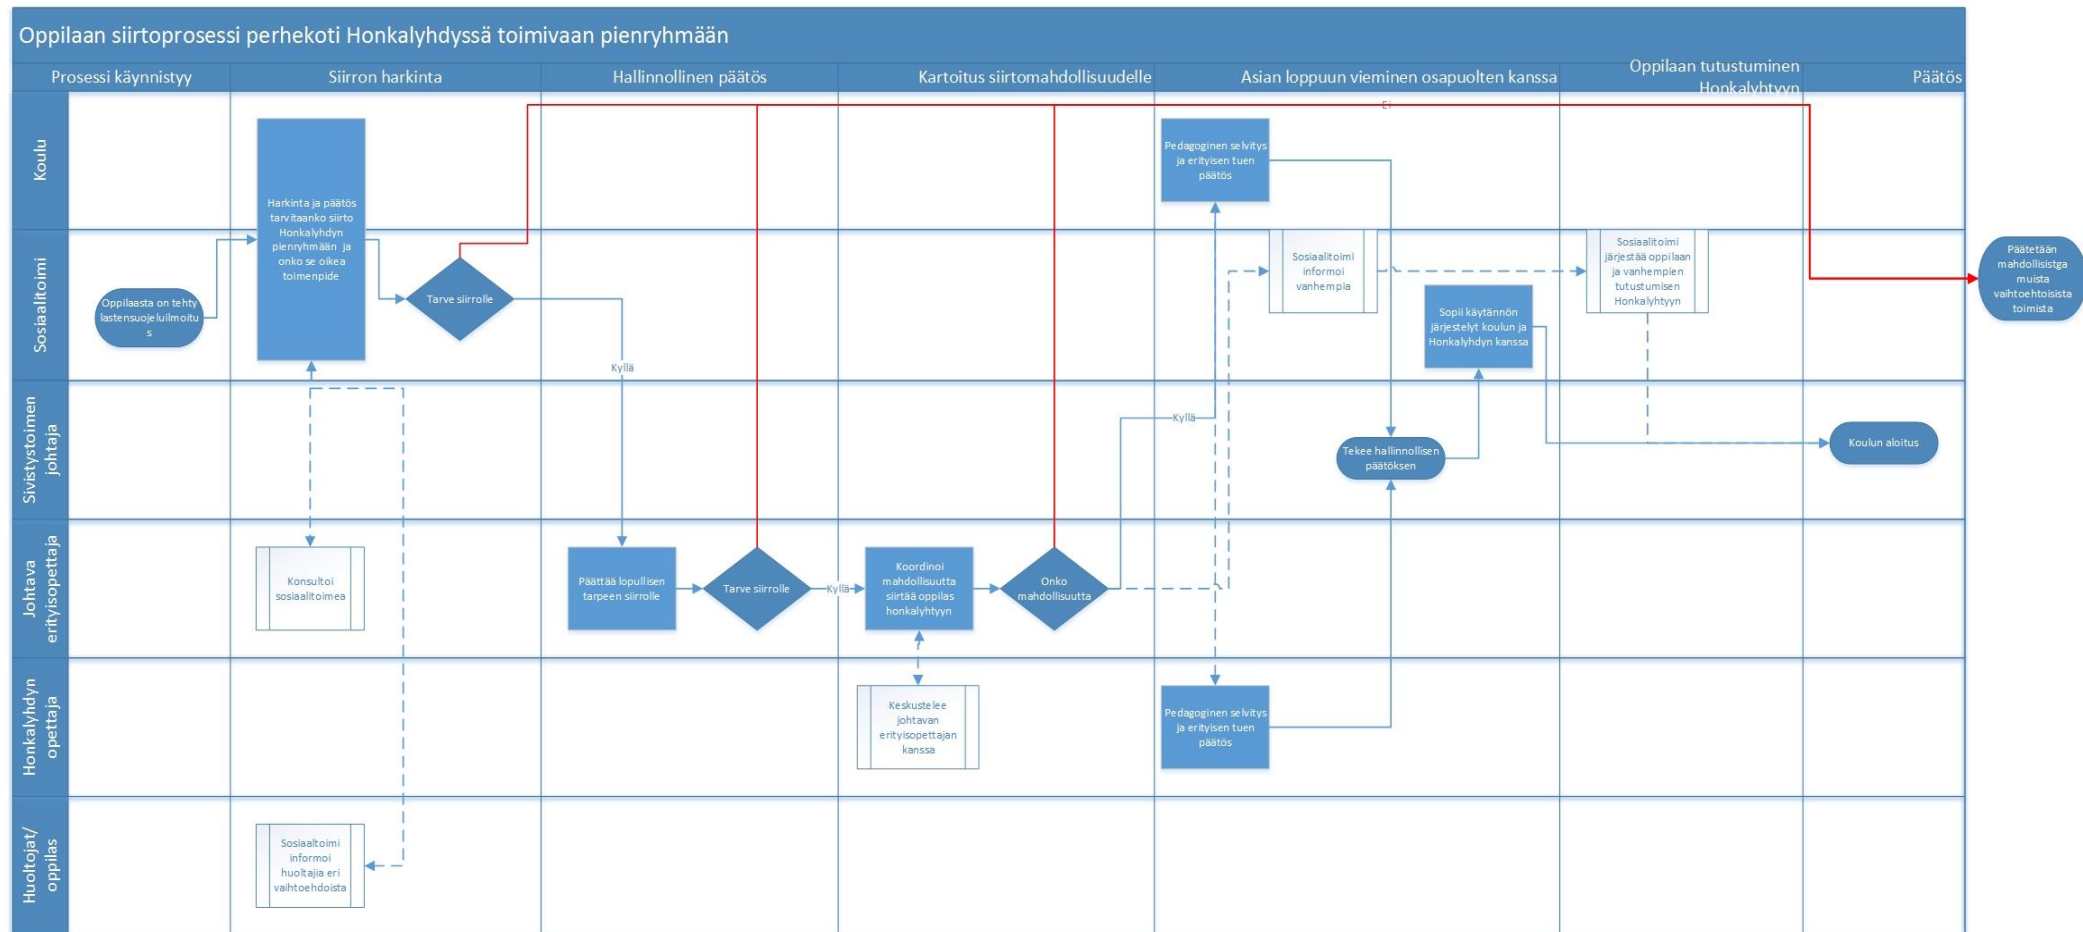 Oppilaan siirtoprosessi perhekoti Honkalyhdyssä toimivaan pienryhmään
Prosessi käynnistyy
Siirron harkinta
Hallinnollinen päätös
Kartoitus siirtomahdollisuudelle
Asian loppuun vieminen osapuolten kanssa
Oppilaan tutustuminen
Honkalyhtyyn
Päätös
Koulu
Ei
Pedagoginen selvitys
ja erityisen tuen
päätös
Harkinta ja päätös
tarvitaanko siirto
Honkalyhdyn
pienryhmään ja
onko se oikea
toimenpide
Sosiaalitoimi
Oppilaasta on tehty
lastensuojeluilmoitu
s
Tarve siirrolle
Kyllä
Sosiaalitoimi
informoi
vanhempia
Sopii käytännön
järjestelyt koulun ja
Honkalyhdyn kanssa
Sosiaalitoimi
järjestää oppilaan
ja vanhempien
tutustumisen
Honkalyhtyyn
Päätetään
mahdollisistga
muista
vaihtoehtoisista
toimista
Sivistystoimen
johtaja
Kyllä
Tekee hallinnollisen
päätöksen
Koulun aloitus
Johtava
erityisopettaja
Konsultoi
sosiaalitoimea
Päättää lopullisen
tarpeen siirrolle
Tarve siirrolle
Kyllä
Koordinoi
mahdollisuutta
siirtää oppilas
honkalyhtyyn
Onko
mahdollisuutta
Honkalyhdyn
opettaja
Keskustelee
johtavan
erityisopettajan
kanssa
Pedagoginen selvitys
ja erityisen tuen
päätös
Huoltojat/
oppilas
Sosiaaltoimi
informoi
huoltajia eri
vaihtoehdoista